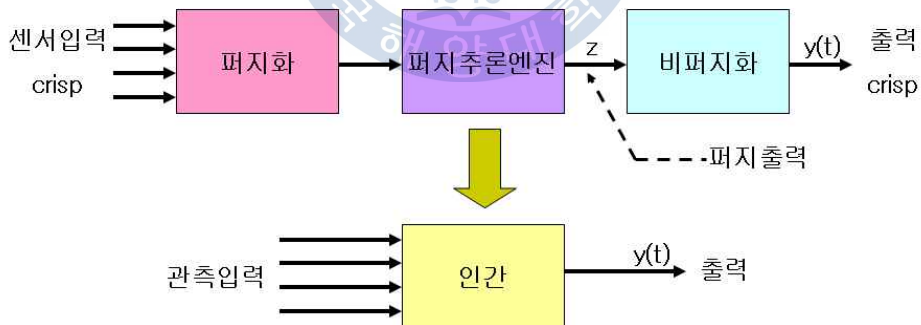 센서입력
crisp
퍼지화
퍼지추론엔진
z
비퍼지화
y(t)
출력
crisp
퍼지출력
관측입력
인간
y(t)
출력